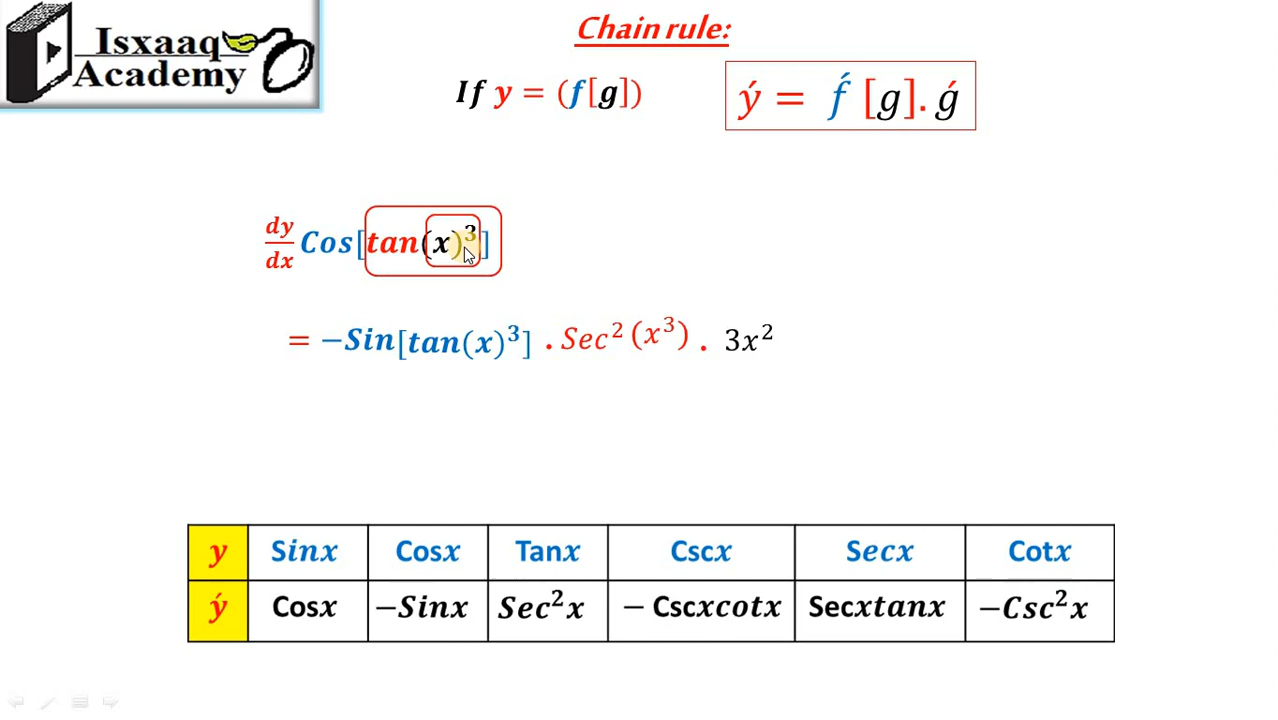 Isxaaq
Academy
Chain rule:
If y = (f[g])
ý = f́ [g]. ǵ
dy/dx Cos[tan(x)³]
= −Sin[tan(x)³] . Sec² (x³) . 3x²
y Sinx Cosx Tanx Cscx Secx Cotx
ý Cosx −Sinx Sec²x − Cscxcotx Secxtanx −Csc²x